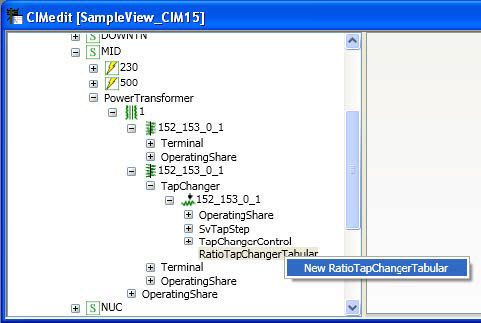 CIMedit [SampleView_CIM15]
DOWNTN
S MID
230
500
PowerTransformer
1
152_153_0_1
Terminal
OperatingShare
152_153_0_1
TapChanger
152_153_0_1
OperatingShare
SvTapStep
TapChangerControl
RatioTapChangerTabular
New RatioTapChangerTabular
Terminal
OperatingShare
OperatingShare
S NUC